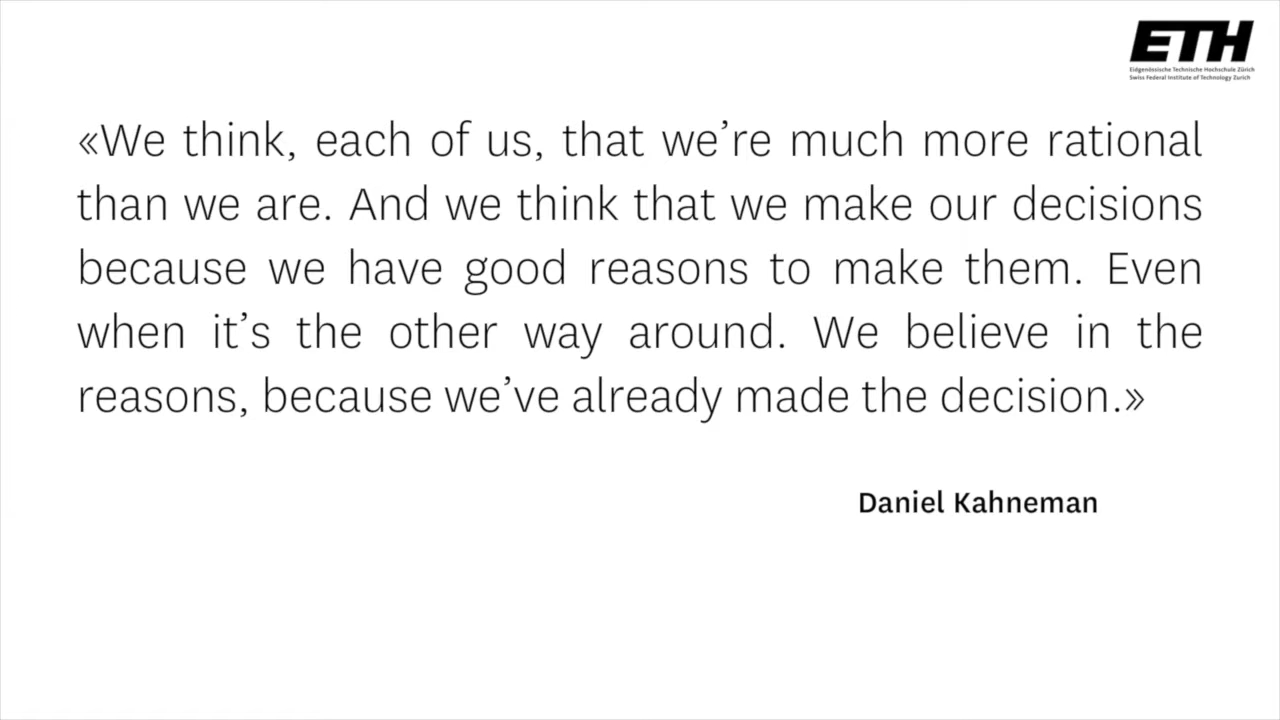 ETH
Eidgenössische Technische Hochschule Zürich
Swiss Federal Institute of Technology Zurich
«We think, each of us, that we’re much more rational
than we are. And we think that we make our decisions
because we have good reasons to make them. Even
when it’s the other way around. We believe in the
reasons, because we’ve already made the decision.»
Daniel Kahneman